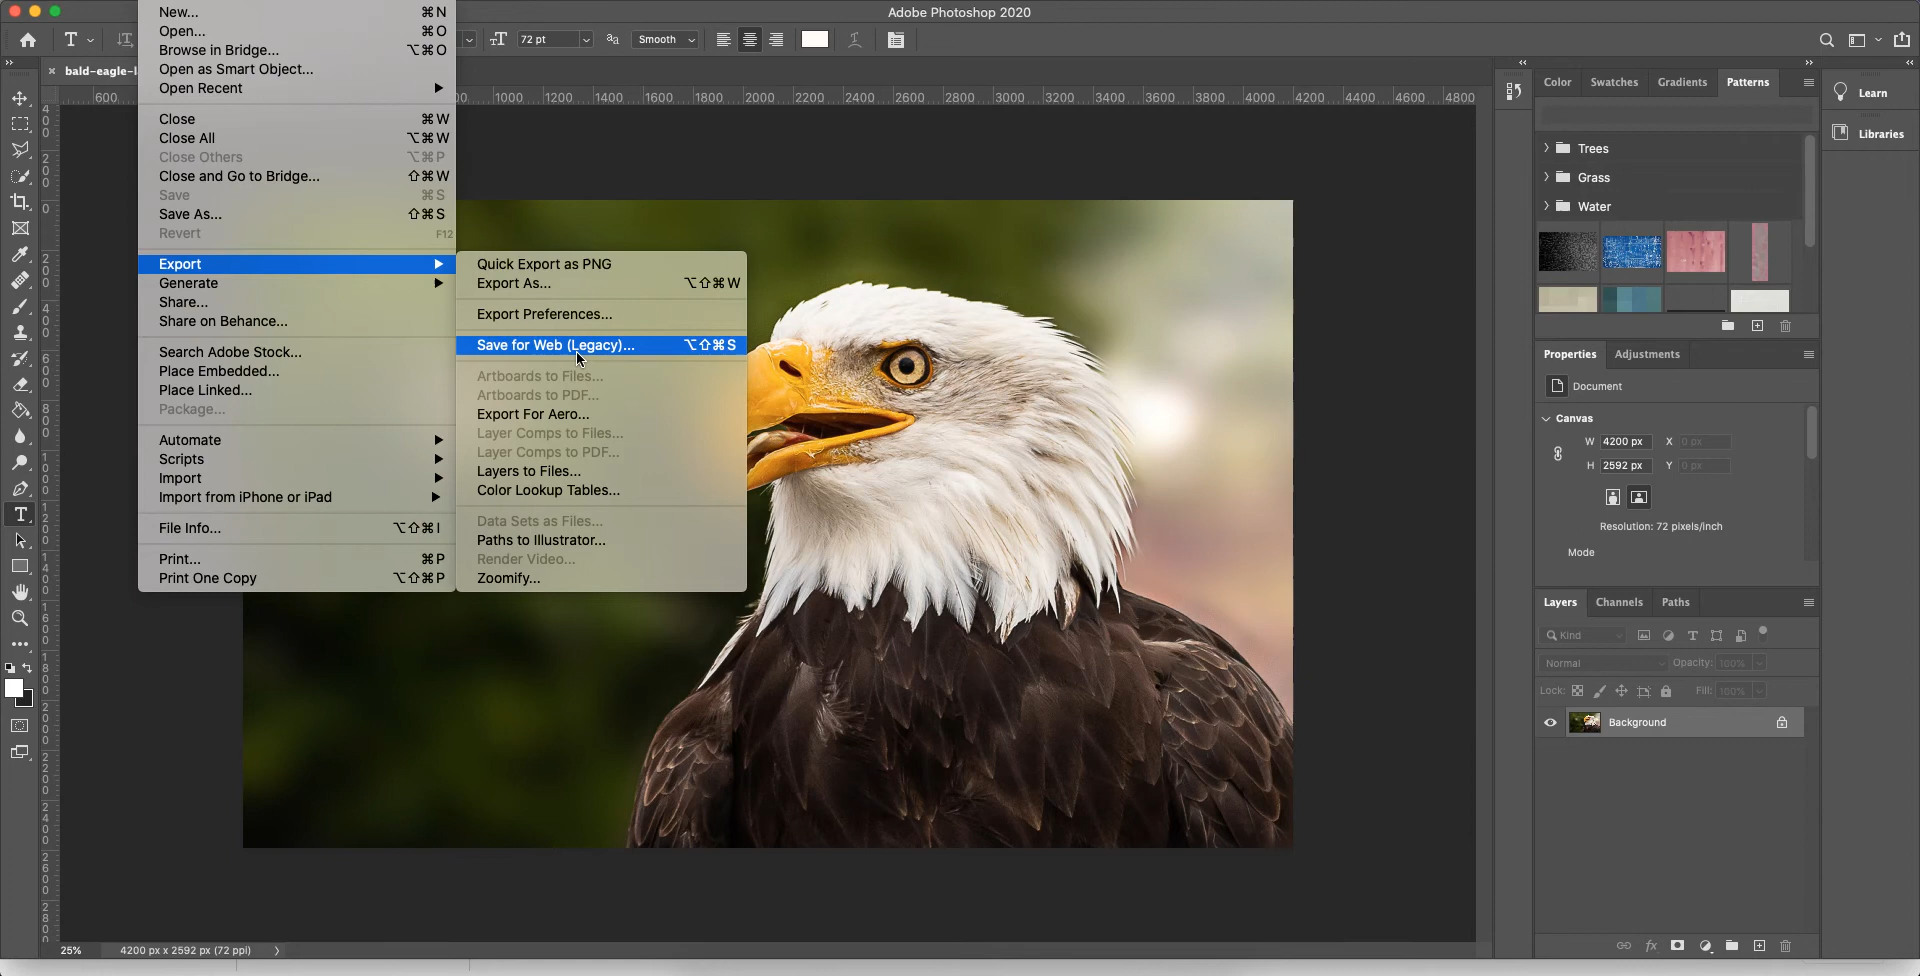 Adobe Photoshop 2020
New... ⌘N
Open... ⌘O
Browse in Bridge... ⌥⌘O
Open as Smart Object...
Open Recent
Close ⌘W
Close All ⌥⌘W
Close Others ⌥⌘P
Close and Go to Bridge... ⇧⌘W
Save ⌘S
Save As... ⇧⌘S
Revert F12
Export
Generate
Share...
Share on Behance...
Search Adobe Stock...
Place Embedded...
Place Linked...
Package...
Automate
Scripts
Import
Import from iPhone or iPad
File Info... ⌥⇧⌘I
Print... ⌘P
Print One Copy ⌥⇧⌘P
Quick Export as PNG
Export As... ⌥⇧⌘W
Export Preferences...
Save for Web (Legacy)... ⌥⇧⌘S
Artboards to Files...
Artboards to PDF...
Export For Aero...
Layer Comps to Files...
Layer Comps to PDF...
Layers to Files...
Color Lookup Tables...
Data Sets as Files...
Paths to Illustrator...
Render Video...
Zoomify...
T 72 pt aa Smooth
bald-eagle-l
600 1000 1200 1400 1600 1800 2000 2200 2400 2600 2800 3000 3200 3400 3600 3800 4000 4200 4400 4600 4800
Color Swatches Gradients Patterns
Trees
Grass
Water
Learn
Libraries
Properties Adjustments
Document
Canvas
W 4200 px X 0 px
H 2592 px Y 0 px
Resolution: 72 pixels/inch
Mode
Layers Channels Paths
Kind
Normal Opacity: 100%
Lock: Fill: 100%
Background
25% 4200 px x 2592 px (72 ppi)